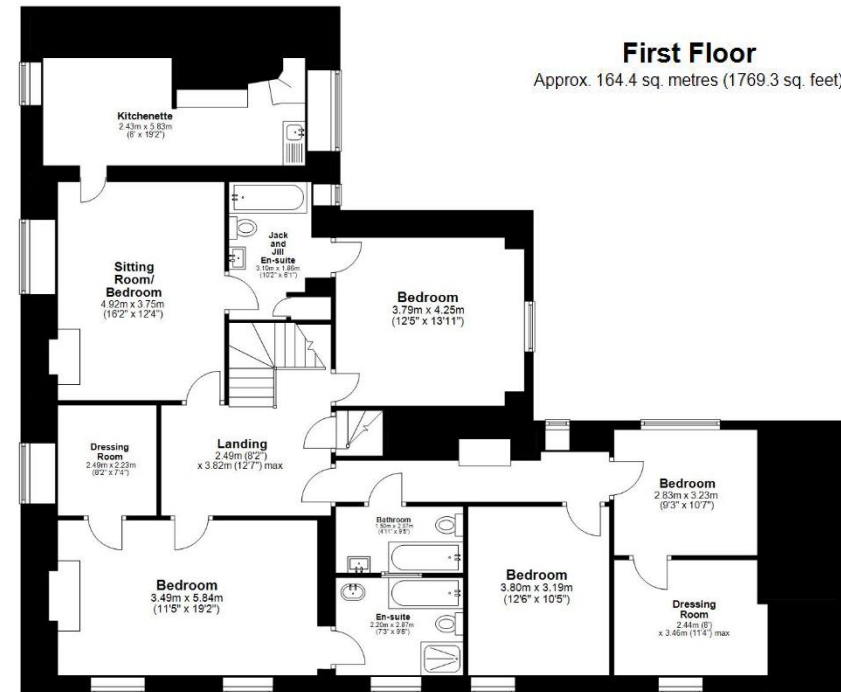 First Floor
Approx. 164.4 sq. metres (1769.3 sq. feet)
Kitchenette
2.43m x 5.83m
(8' x 19'2")
Jack
and
Jill
En-suite
3.10m x 1.86m
(10'2" x 6'1")
Sitting
Room/
Bedroom
4.92m x 3.75m
(16'2" x 12'4")
Bedroom
3.79m x 4.25m
(12'5" x 13'11")
Dressing
Room
2.49m x 2.23m
(8'2" x 7'4")
Landing
2.49m (8'2")
x 3.82m (12'7") max
Bedroom
2.83m x 3.23m
(9'3" x 10'7")
Bathroom
1.50m x 2.87m
(4'11" x 9'5")
Bedroom
3.49m x 5.84m
(11'5" x 19'2")
Bedroom
3.80m x 3.19m
(12'6" x 10'5")
En-suite
2.20m x 2.87m
(7'3" x 9'5")
Dressing
Room
2.44m (8')
x 3.46m (11'4") max